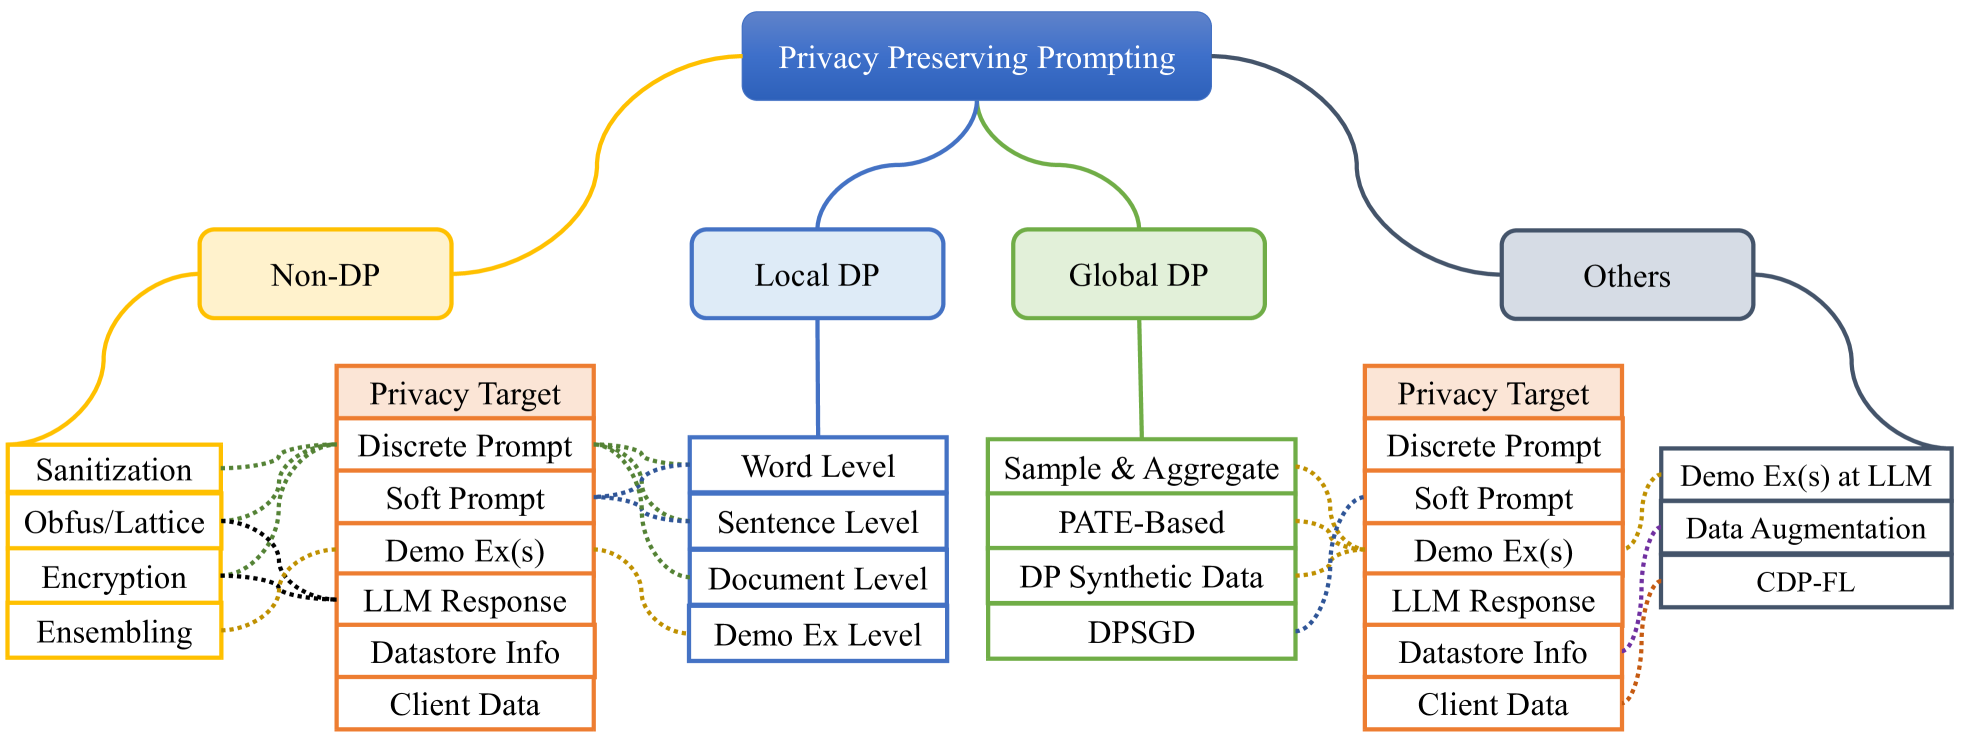 Privacy Preserving Prompting
Non-DP
Local DP
Global DP
Others
Sanitization
Obfus/Lattice
Encryption
Ensembling
Privacy Target
Discrete Prompt
Soft Prompt
Demo Ex(s)
LLM Response
Datastore Info
Client Data
Word Level
Sentence Level
Document Level
Demo Ex Level
Sample & Aggregate
PATE-Based
DP Synthetic Data
DPSGD
Privacy Target
Discrete Prompt
Soft Prompt
Demo Ex(s)
LLM Response
Datastore Info
Client Data
Demo Ex(s) at LLM
Data Augmentation
CDP-FL